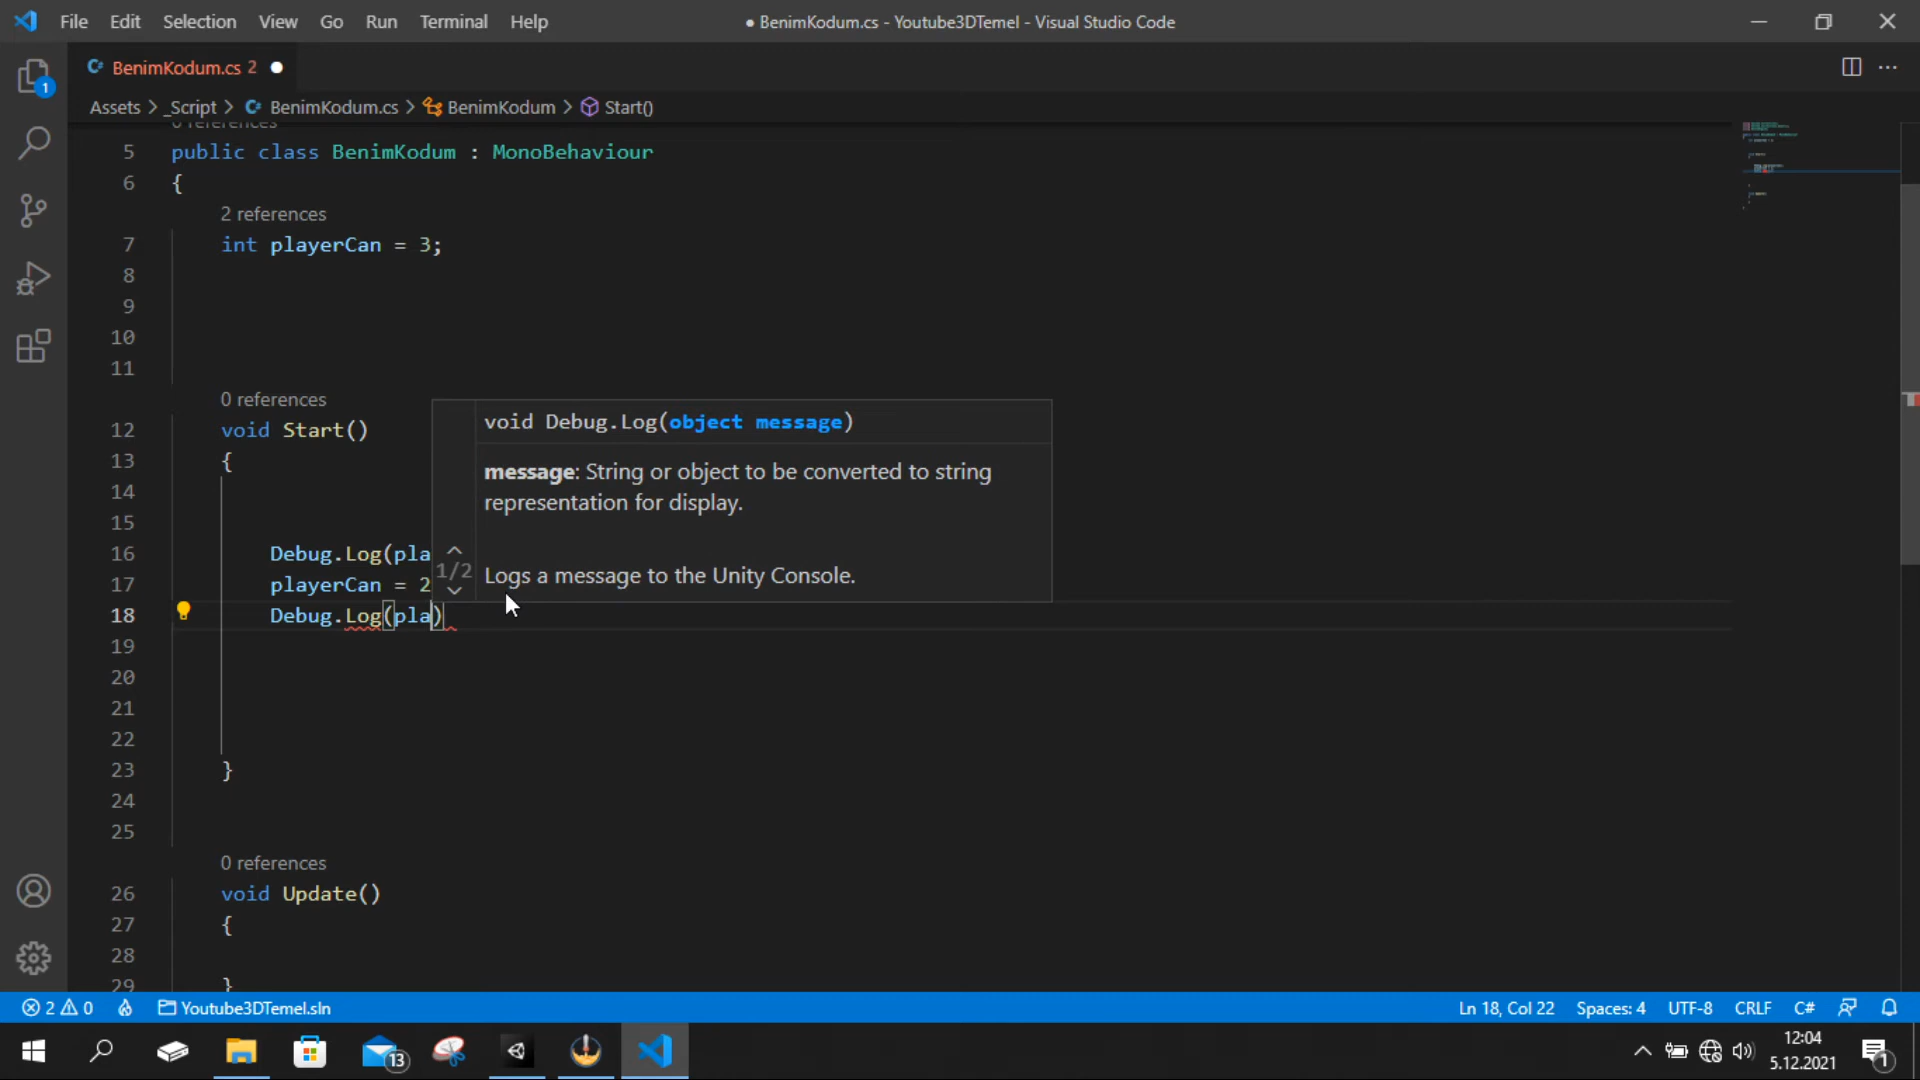 File Edit Selection View Go Run Terminal Help
● BenimKodum.cs - Youtube3DTemel - Visual Studio Code
1
BenimKodum.cs 2 ●
Assets > _Script > BenimKodum.cs > BenimKodum > Start()
0 references
5 public class BenimKodum : MonoBehaviour
6 {
2 references
7 int playerCan = 3;
8
9
10
11
0 references
12 void Start()
13 {
14
15
16 Debug.Log(pla
17 playerCan = 2
18 Debug.Log(pla)
19
20
21
22
23 }
24
25
0 references
26 void Update()
27 {
28
29 }
void Debug.Log(object message)
message: String or object to be converted to string
representation for display.
1/2
Logs a message to the Unity Console.
2 0 Youtube3DTemel.sln
Ln 18, Col 22 Spaces: 4 UTF-8 CRLF C#
13
12:04
5.12.2021
1